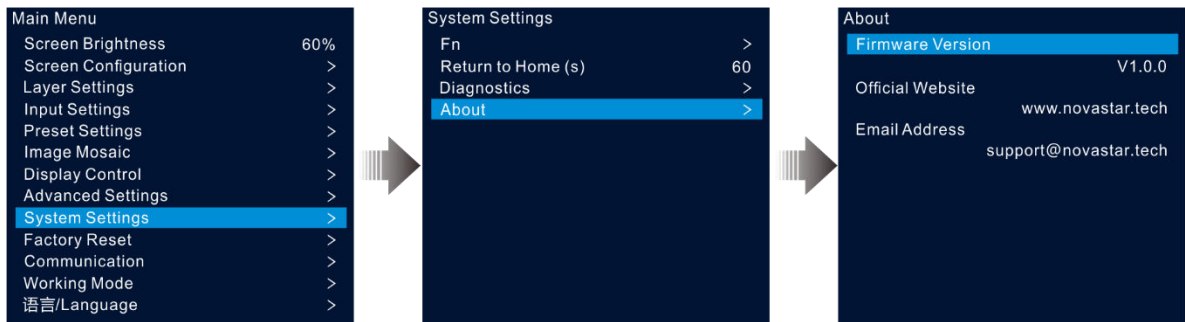 Main Menu
Screen Brightness 60%
Screen Configuration >
Layer Settings >
Input Settings >
Preset Settings >
Image Mosaic >
Display Control >
Advanced Settings >
System Settings >
Factory Reset >
Communication >
Working Mode >
语言/Language >
System Settings
Fn >
Return to Home (s) 60
Diagnostics >
About >
About
Firmware Version
V1.0.0
Official Website
www.novastar.tech
Email Address
support@novastar.tech